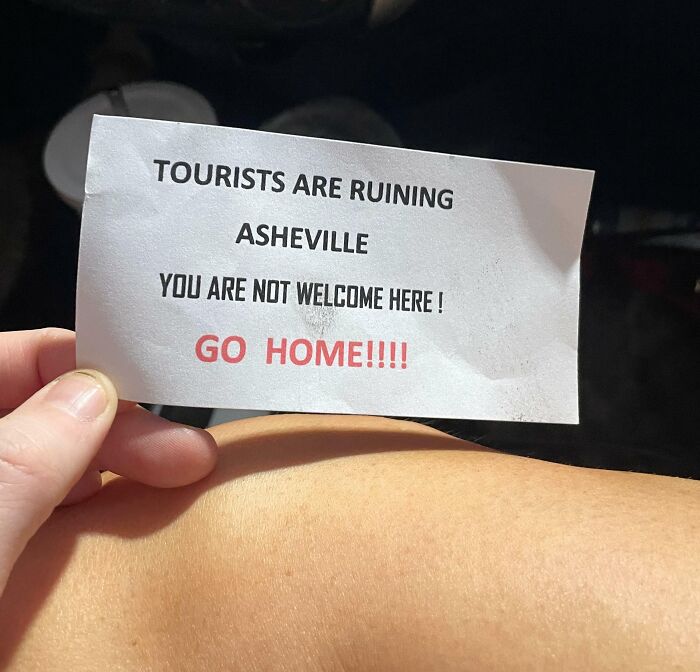 TOURISTS ARE RUINING
ASHEVILLE
YOU ARE NOT WELCOME HERE !
GO HOME!!!!